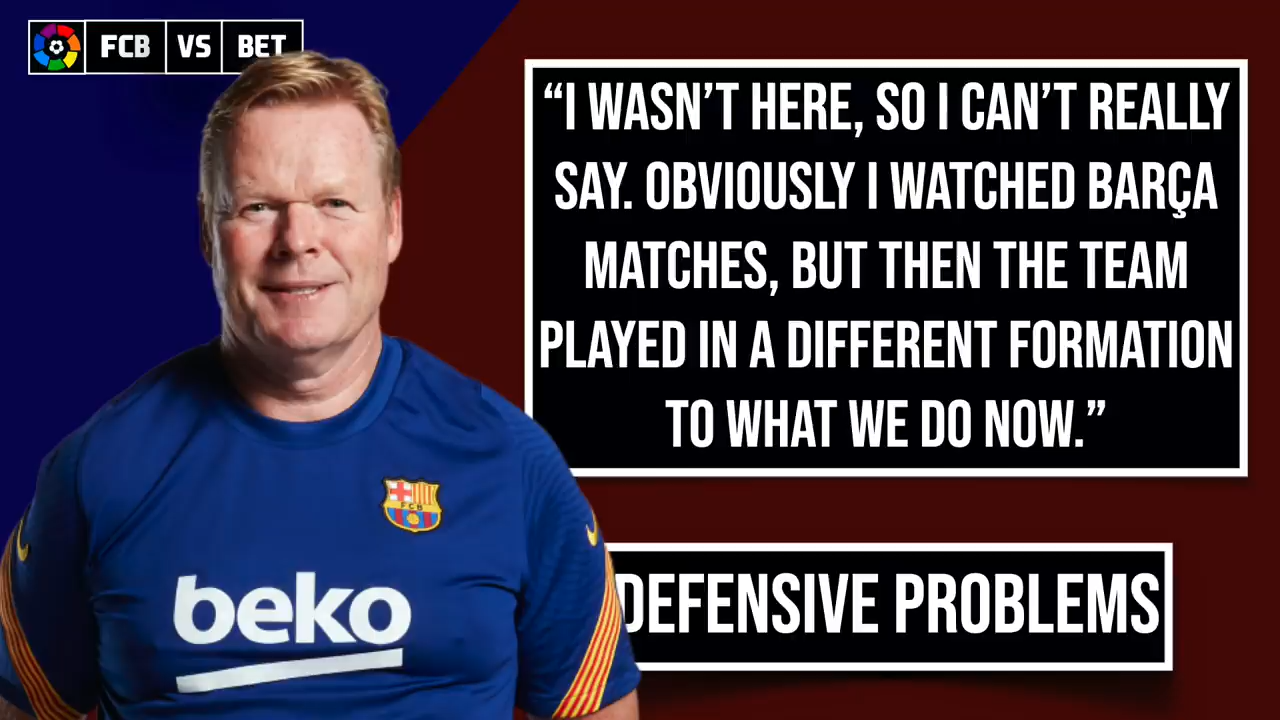 FCB VS BET
“I WASN’T HERE, SO I CAN’T REALLY
SAY. OBVIOUSLY I WATCHED BARÇA
MATCHES, BUT THEN THE TEAM
PLAYED IN A DIFFERENT FORMATION
TO WHAT WE DO NOW.”
FCB
beko
DEFENSIVE PROBLEMS